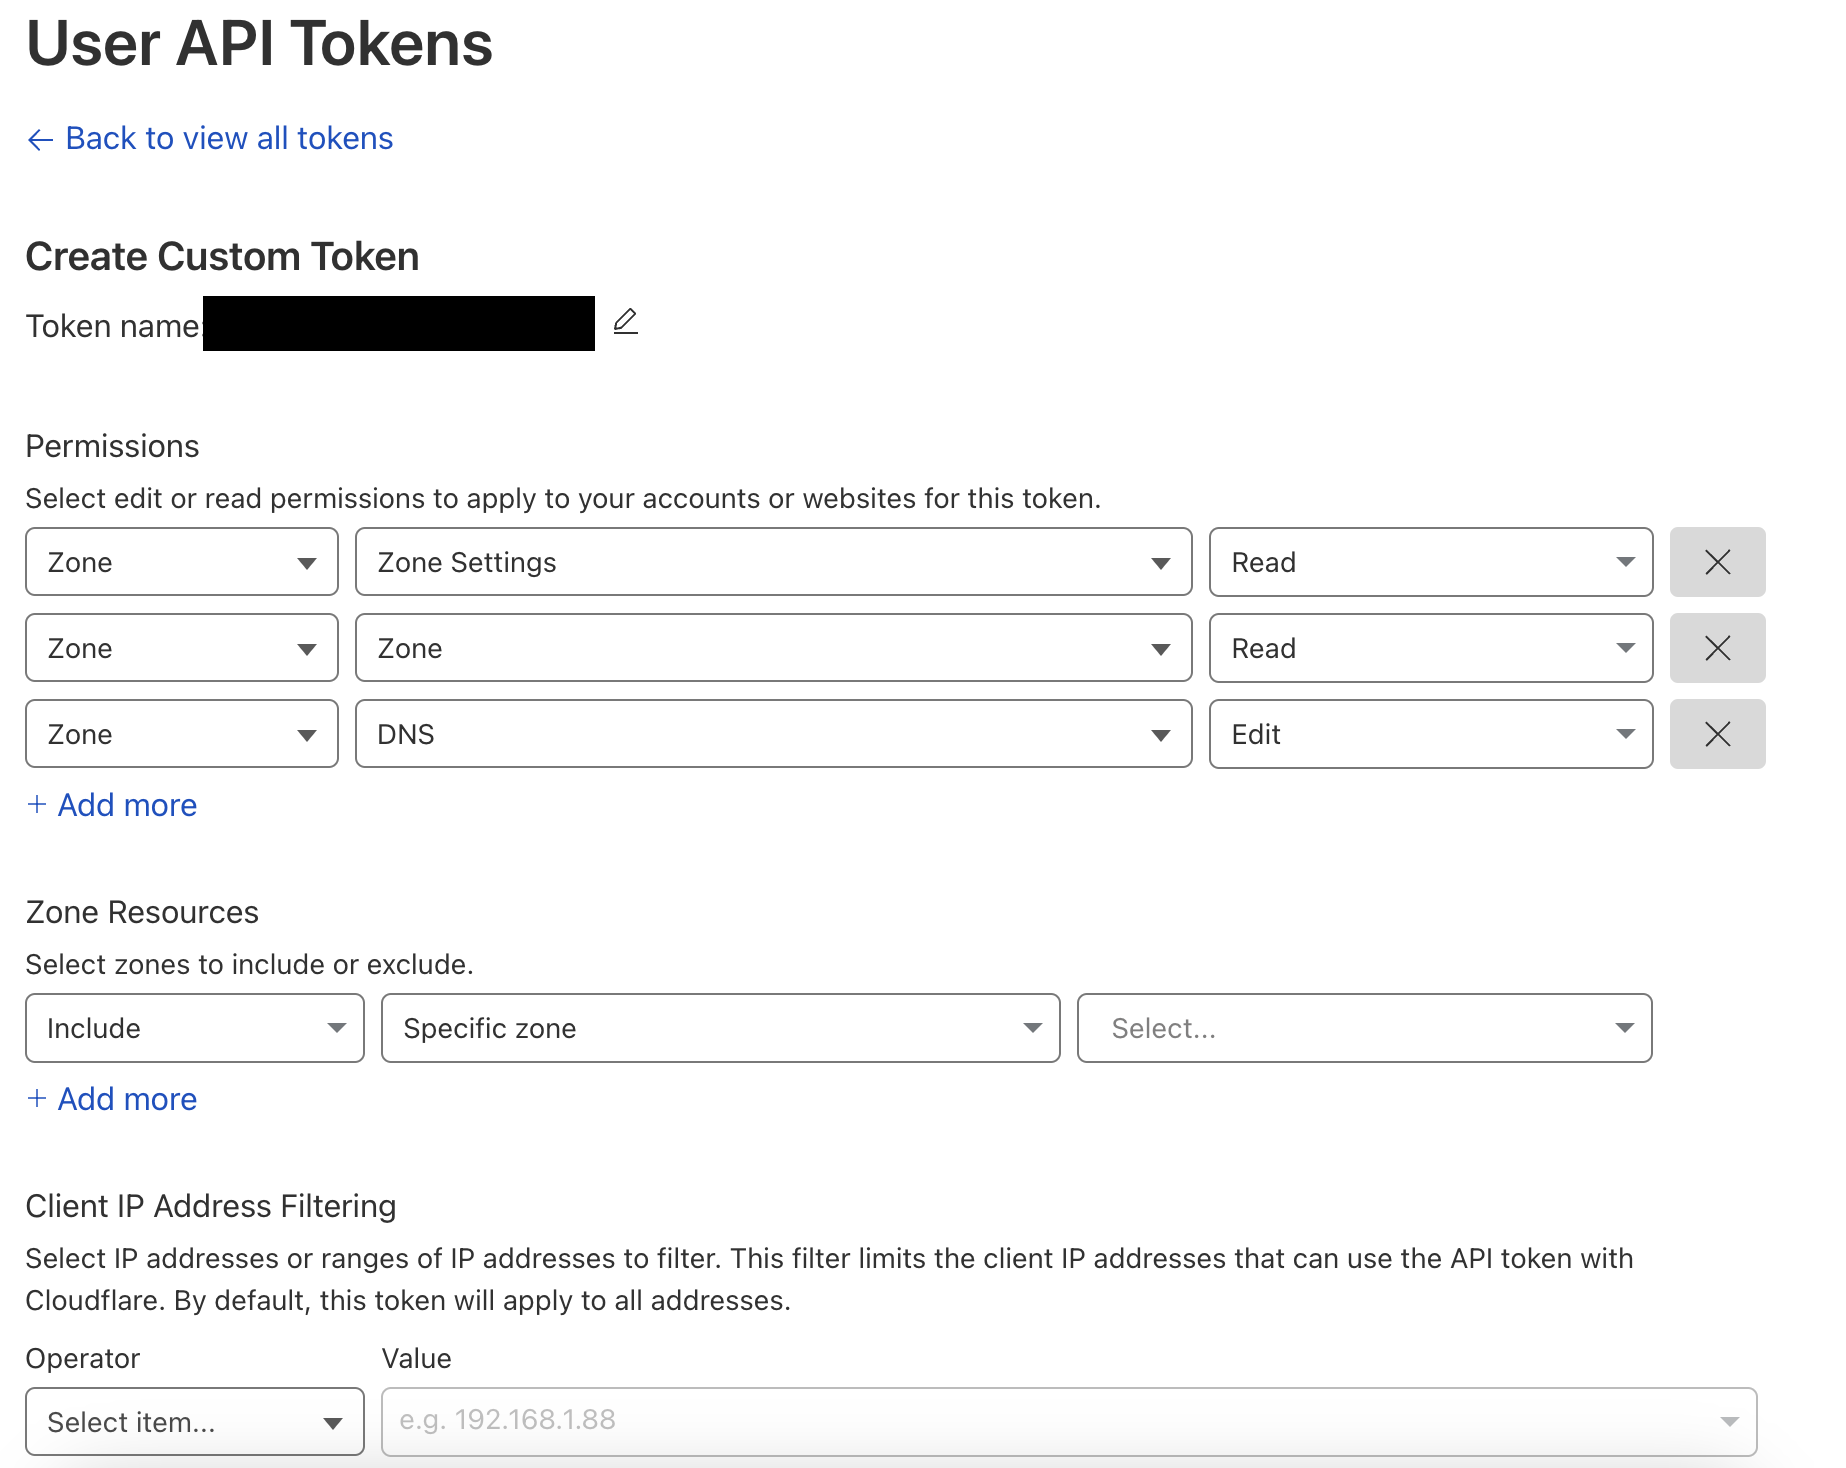 User API Tokens
← Back to view all tokens
Create Custom Token
Token name:
Permissions
Select edit or read permissions to apply to your accounts or websites for this token.
Zone Zone Settings Read
Zone Zone Read
Zone DNS Edit
+ Add more
Zone Resources
Select zones to include or exclude.
Include Specific zone Select...
+ Add more
Client IP Address Filtering
Select IP addresses or ranges of IP addresses to filter. This filter limits the client IP addresses that can use the API token with
Cloudflare. By default, this token will apply to all addresses.
Operator Value
Select item... e.g. 192.168.1.88